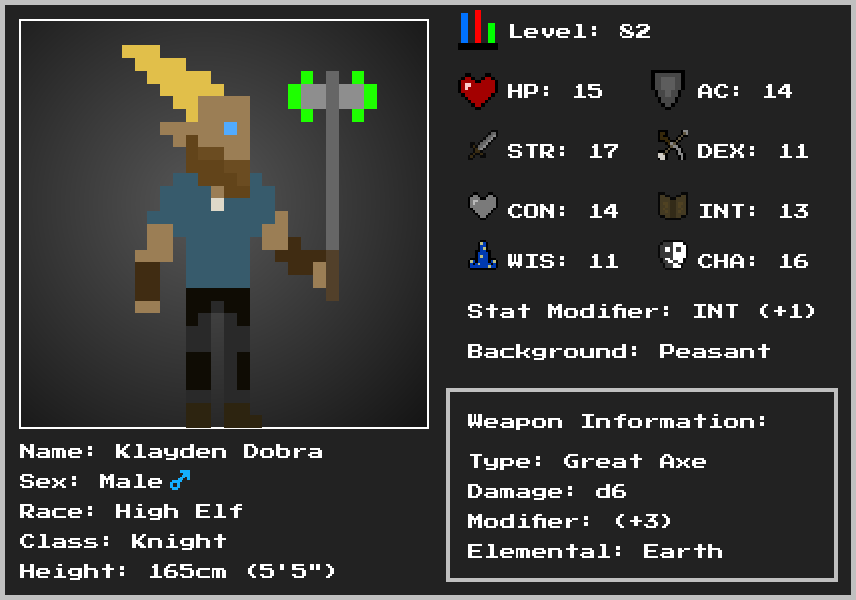 Level: 82
HP: 15
AC: 14
STR: 17
DEX: 11
CON: 14
INT: 13
WIS: 11
CHA: 16
Stat Modifier: INT (+1)
Background: Peasant
Weapon Information:
Type: Great Axe
Damage: d6
Modifier: (+3)
Elemental: Earth
Name: Klayden Dobra
Sex: Male♂
Race: High Elf
Class: Knight
Height: 165cm (5'5")